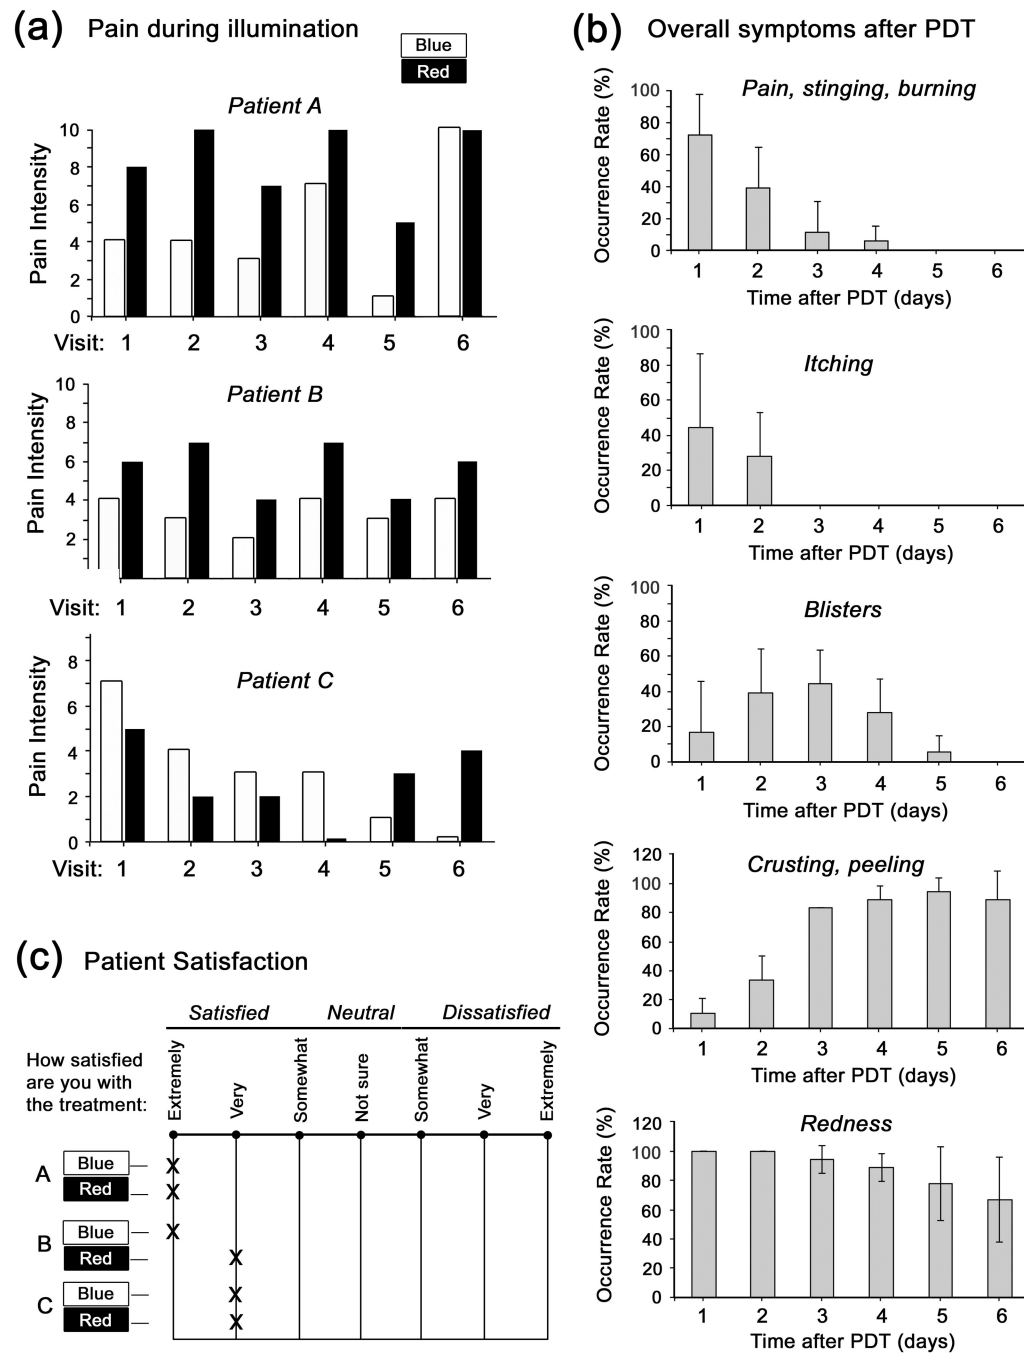 (a) Pain during illumination
Blue
Red
Patient A
Pain Intensity
10
8
6
4
2
0
Visit: 1 2 3 4 5 6
Patient B
Pain Intensity
10
8
6
4
2
Visit: 1 2 3 4 5 6
Patient C
Pain Intensity
8
6
4
2
0
Visit: 1 2 3 4 5 6
(b) Overall symptoms after PDT
Pain, stinging, burning
Occurrence Rate (%)
100
80
60
40
20
0
1 2 3 4 5 6
Time after PDT (days)
Itching
Occurrence Rate (%)
100
80
60
40
20
0
1 2 3 4 5 6
Time after PDT (days)
Blisters
Occurrence Rate (%)
100
80
60
40
20
0
1 2 3 4 5 6
Time after PDT (days)
Crusting, peeling
Occurrence Rate (%)
120
100
80
60
40
20
0
1 2 3 4 5 6
Time after PDT (days)
Redness
Occurrence Rate (%)
120
100
80
60
40
20
0
1 2 3 4 5 6
Time after PDT (days)
(c) Patient Satisfaction
Satisfied Neutral Dissatisfied
How satisfied
are you with
the treatment:
Extremely
Very
Somewhat
Not sure
Somewhat
Very
Extremely
A
Blue X
Red X
B
Blue X
Red X
C
Blue X
Red X